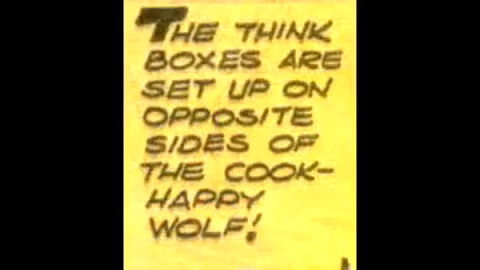 THE THINK
BOXES ARE
SET UP ON
OPPOSITE
SIDES OF
THE COOK-
HAPPY
WOLF!